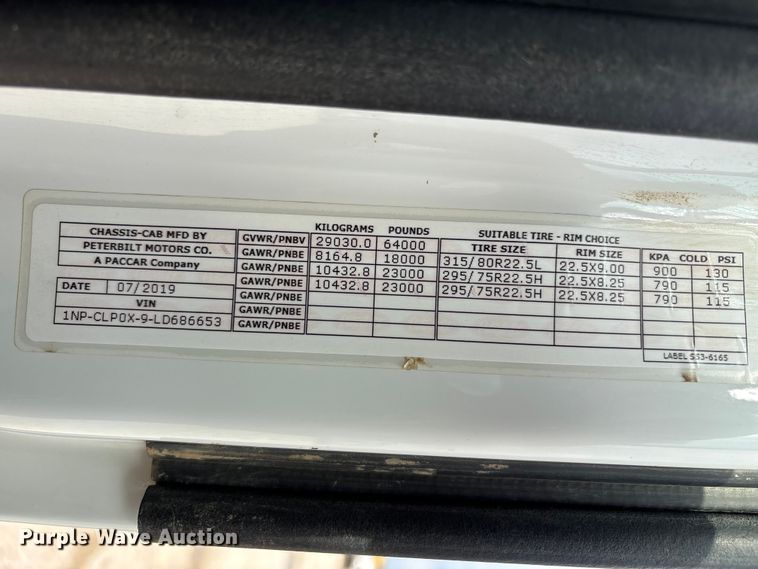 KILOGRAMS POUNDS SUITABLE TIRE - RIM CHOICE
CHASSIS-CAB MFD BY
PETERBILT MOTORS CO.
A PACCAR Company
DATE 07/2019
VIN
1NP-CLP0X-9-LD686653
TIRE SIZE RIM SIZE KPA COLD PSI
GVWR/PNBV 29030.0 64000
GAWR/PNBE 8164.8 18000 315/80R22.5L 22.5X9.00 900 130
GAWR/PNBE 10432.8 23000 295/75R22.5H 22.5X8.25 790 115
GAWR/PNBE 10432.8 23000 295/75R22.5H 22.5X8.25 790 115
GAWR/PNBE
GAWR/PNBE
GAWR/PNBE
LABEL SS3-6165
Purple Wave Auction